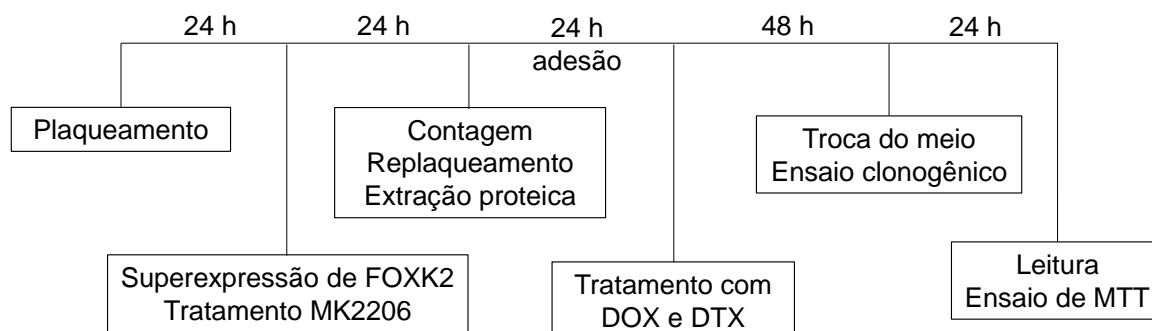 24 h
24 h
24 h
48 h
24 h
adesão
Plaqueamento
Contagem
Replaqueamento
Extração proteica
Troca do meio
Ensaio clonogênico
Superexpressão de FOXK2
Tratamento MK2206
Tratamento com
DOX e DTX
Leitura
Ensaio de MTT